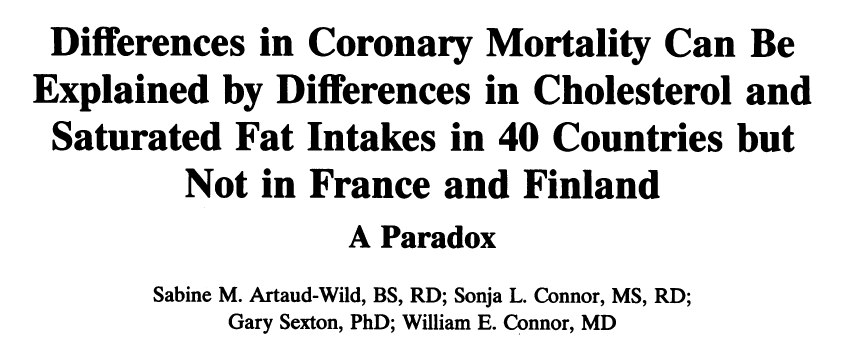 Differences in Coronary Mortality Can Be
Explained by Differences in Cholesterol and
Saturated Fat Intakes in 40 Countries but
Not in France and Finland
A Paradox
Sabine M. Artaud-Wild, BS, RD; Sonja L. Connor, MS, RD;
Gary Sexton, PhD; William E. Connor, MD